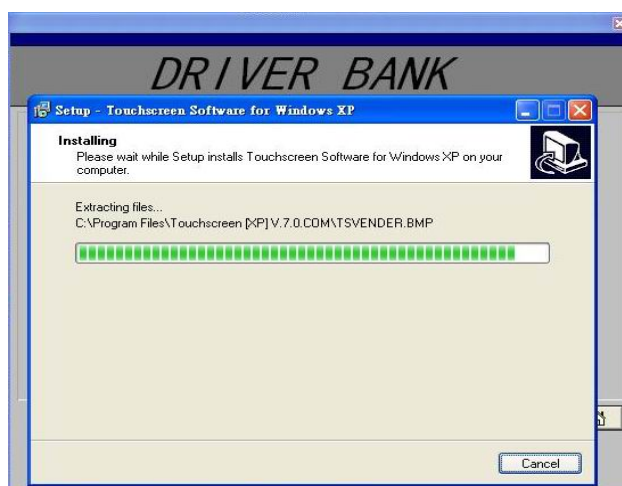 DRIVER BANK
Setup - Touchscreen Software for Windows XP
Installing
Please wait while Setup installs Touchscreen Software for Windows XP on your
computer.
Extracting files...
C:\Program Files\Touchscreen [XP] V.7.0.COM\TSVENDER.BMP
Cancel